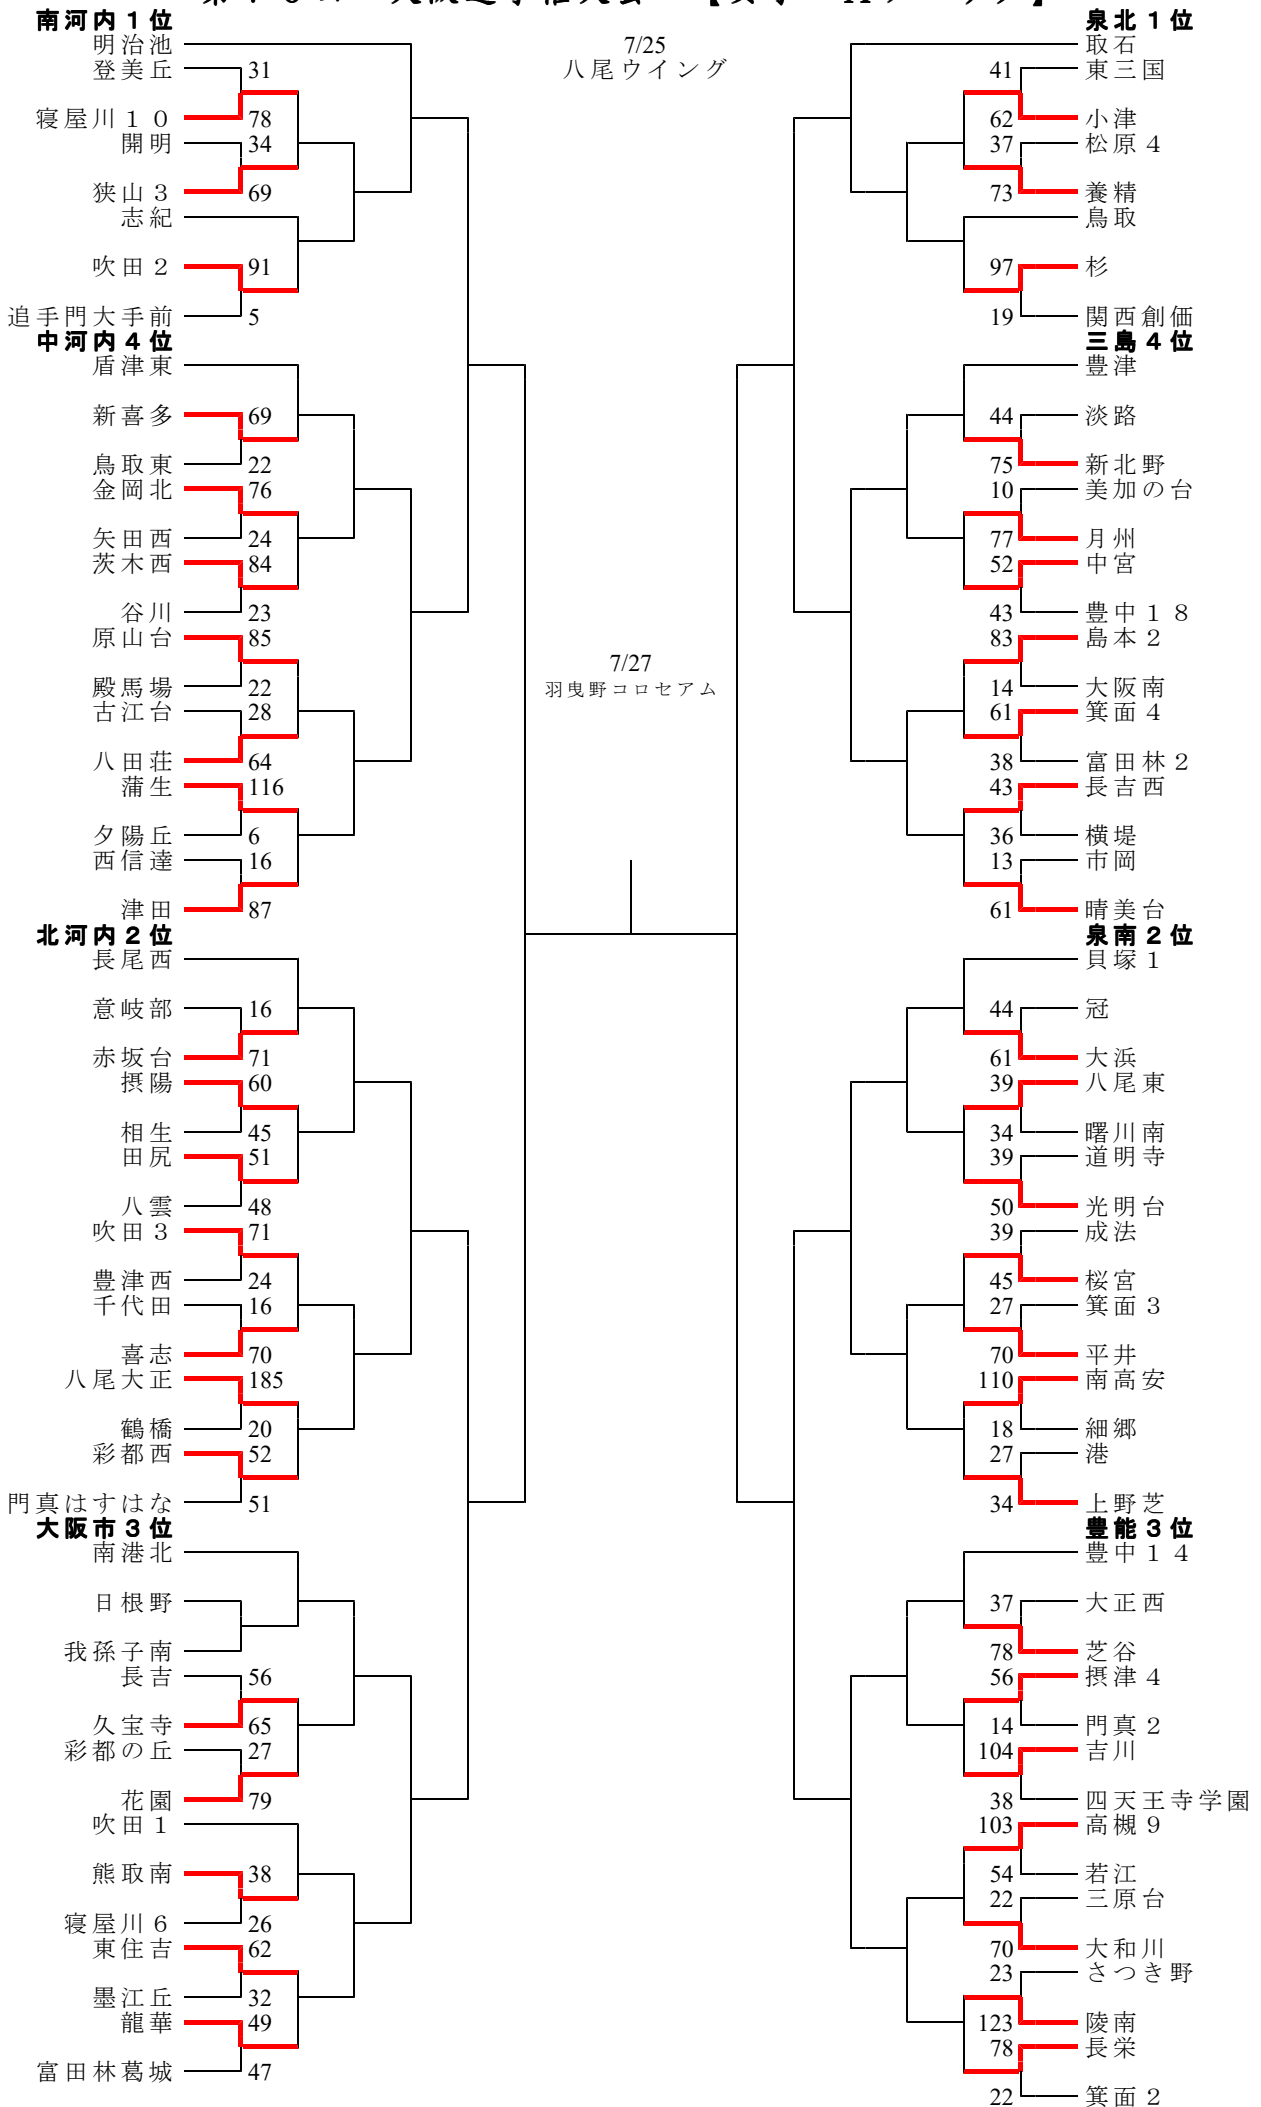 南河内１位
明治池
登美丘 31
寝屋川１０ 78
開明 34
狭山３ 69
志紀
吹田２ 91
追手門大手前 5
中河内４位
盾津東
新喜多 69
鳥取東 22
金岡北 76
矢田西 24
茨木西 84
谷川 23
原山台 85
殿馬場 22
古江台 28
八田荘 64
蒲生 116
夕陽丘 6
西信達 16
津田 87
北河内２位
長尾西
意岐部 16
赤坂台 71
摂陽 60
相生 45
田尻 51
八雲 48
吹田３ 71
豊津西 24
千代田 16
喜志 70
八尾大正 185
鶴橋 20
彩都西 52
門真はすはな 51
大阪市３位
南港北
日根野
我孫子南
長吉 56
久宝寺 65
彩都の丘 27
花園 79
吹田１
熊取南 38
寝屋川６ 26
東住吉 62
墨江丘 32
龍華 49
富田林葛城 47
7/25
八尾ウイング
7/27
羽曳野コロセアム
泉北１位
取石
41 東三国
62 小津
37 松原４
73 養精
鳥取
97 杉
19 関西創価
三島４位
豊津
44 淡路
75 新北野
10 美加の台
77 月州
52 中宮
43 豊中１８
83 島本２
14 大阪南
61 箕面４
38 富田林２
43 長吉西
36 横堤
13 市岡
61 晴美台
泉南２位
貝塚１
44 冠
61 大浜
39 八尾東
34 曙川南
39 道明寺
50 光明台
39 成法
45 桜宮
27 箕面３
70 平井
110 南高安
18 細郷
27 港
34 上野芝
豊能３位
豊中１４
37 大正西
78 芝谷
56 摂津４
14 門真２
104 吉川
38 四天王寺学園
103 高槻９
54 若江
22 三原台
70 大和川
23 さつき野
123 陵南
78 長栄
22 箕面２